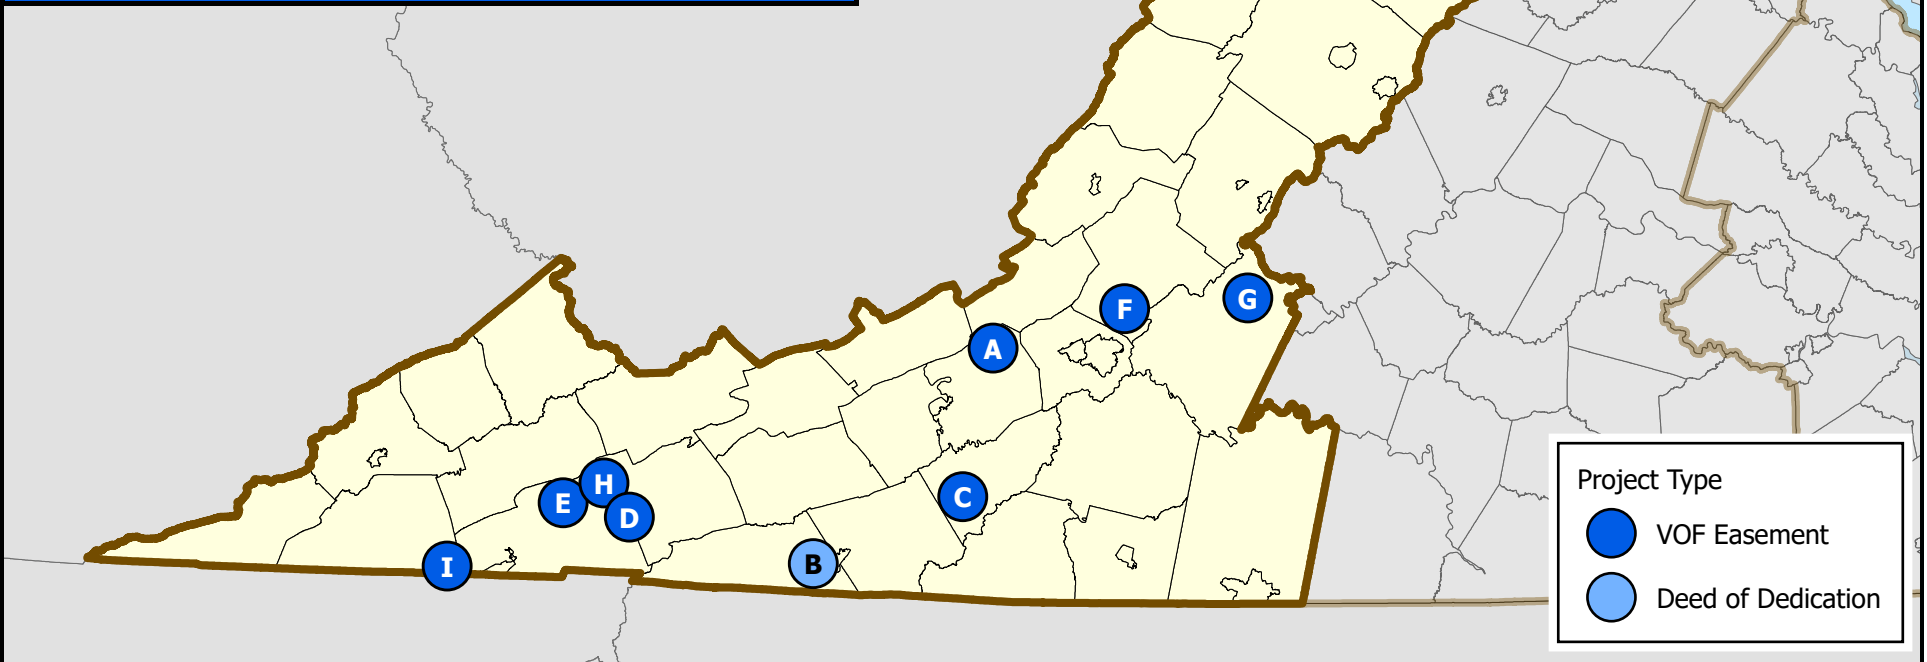 G
F
A
H
E
C
D
B
I
Project Type
VOF Easement
Deed of Dedication